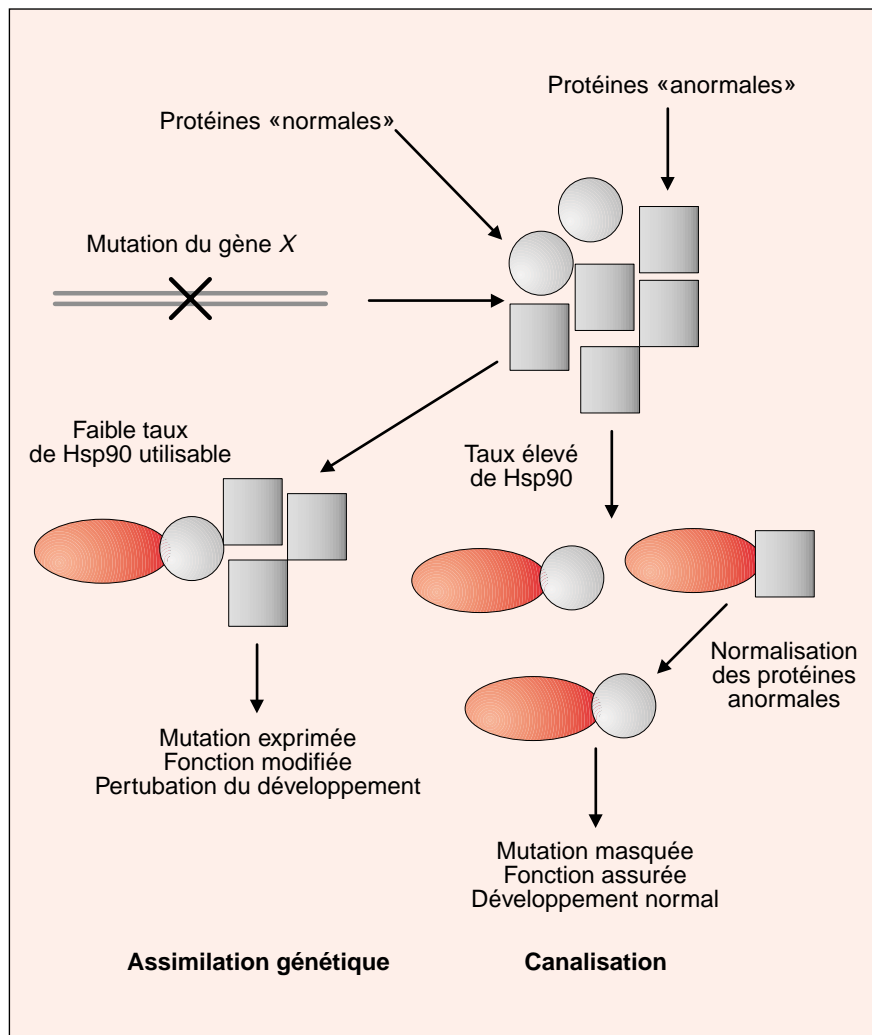 Protéines «anormales»
Protéines «normales»
Mutation du gène X
Faible taux
de Hsp90 utilisable
Taux élevé
de Hsp90
Normalisation
des protéines
anormales
Mutation exprimée
Fonction modifiée
Pertubation du développement
Mutation masquée
Fonction assurée
Développement normal
Assimilation génétique
Canalisation